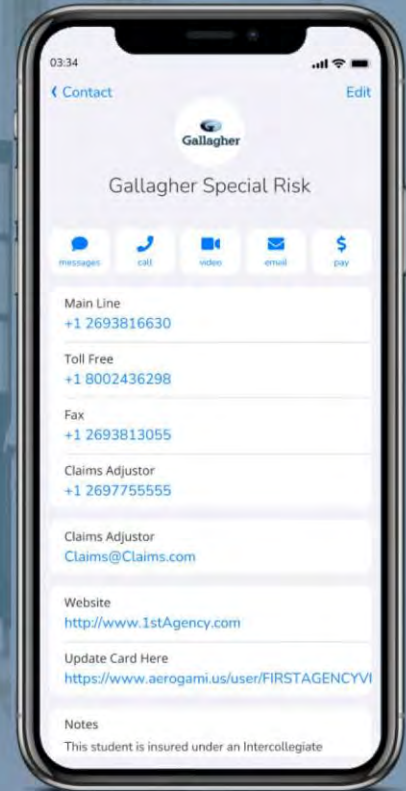 03:34
Contact
Edit
Gallagher
Gallagher Special Risk
messages
call
video
email
pay
Main Line
+1 2693816630
Toll Free
+1 8002436298
Fax
+1 2693813055
Claims Adjustor
+1 2697755555
Claims Adjustor
Claims@Claims.com
Website
http://www.1stAgency.com
Update Card Here
https://www.aerogami.us/user/FIRSTAGENCYVI
Notes
This student is insured under an Intercollegiate